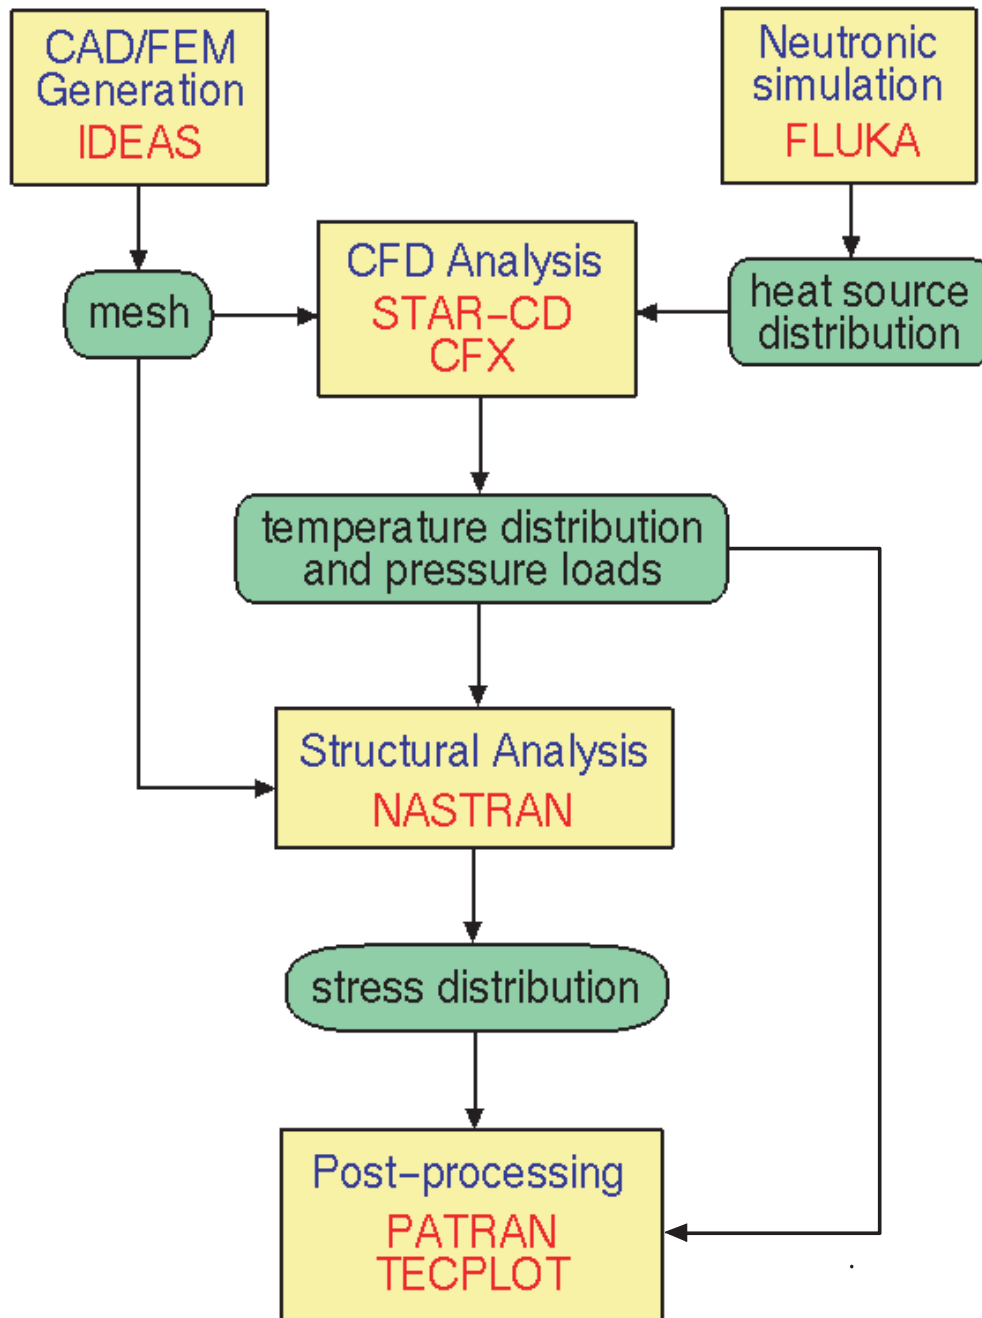 CAD/FEM
Generation
IDEAS
Neutronic
simulation
FLUKA
CFD Analysis
STAR-CD
CFX
mesh
heat source
distribution
temperature distribution
and pressure loads
Structural Analysis
NASTRAN
stress distribution
Post-processing
PATRAN
TECPLOT